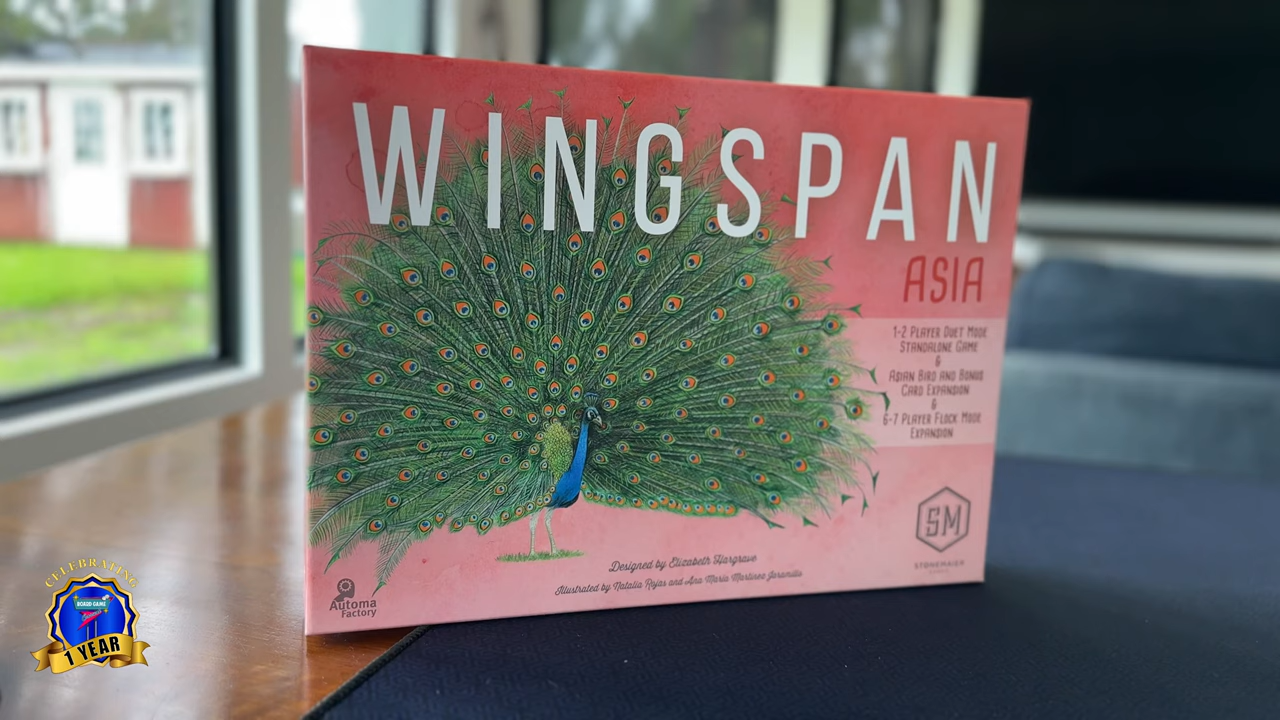 WINGSPAN
ASIA
1-2 Player Duet Mode
Standalone Game
&
Asian Bird and Bonus
Card Expansion
&
6-7 Player Flock Mode
Expansion
SM
STONEMAIER
GAMES
Designed by Elizabeth Hargrave
Illustrated by Natalia Rojas and Ana Maria Martinez Jaramillo
Automa
Factory
CELEBRATING
BOARD GAME
1 YEAR